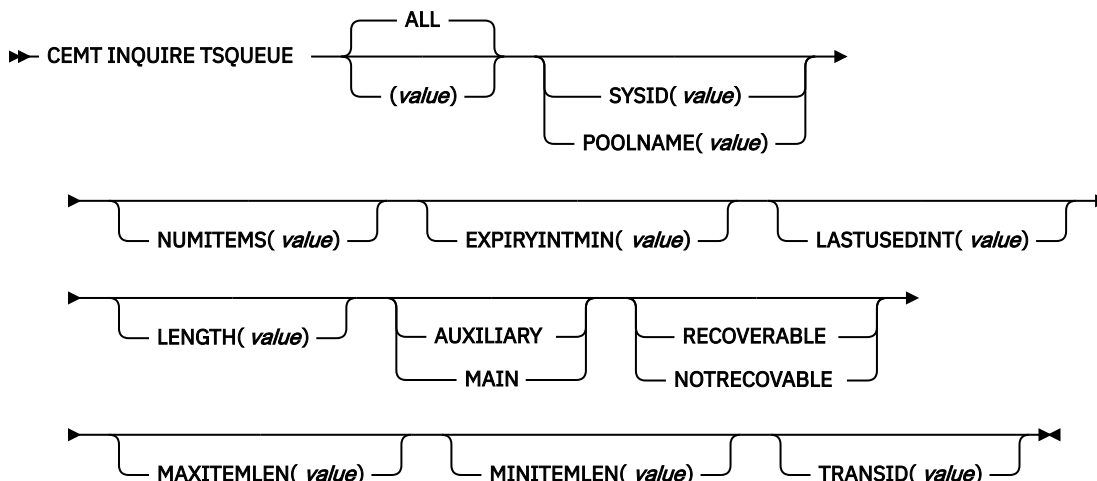 ALL
CEMT INQUIRE TSQUEUE
(value) SYSID( value)
POOLNAME( value)
NUMITEMS( value) EXPIRYINTMIN( value) LASTUSEDINT( value)
LENGTH( value) AUXILIARY RECOVERABLE
MAIN NOTRECOVABLE
MAXITEMLEN( value) MINITEMLEN( value) TRANSID( value)